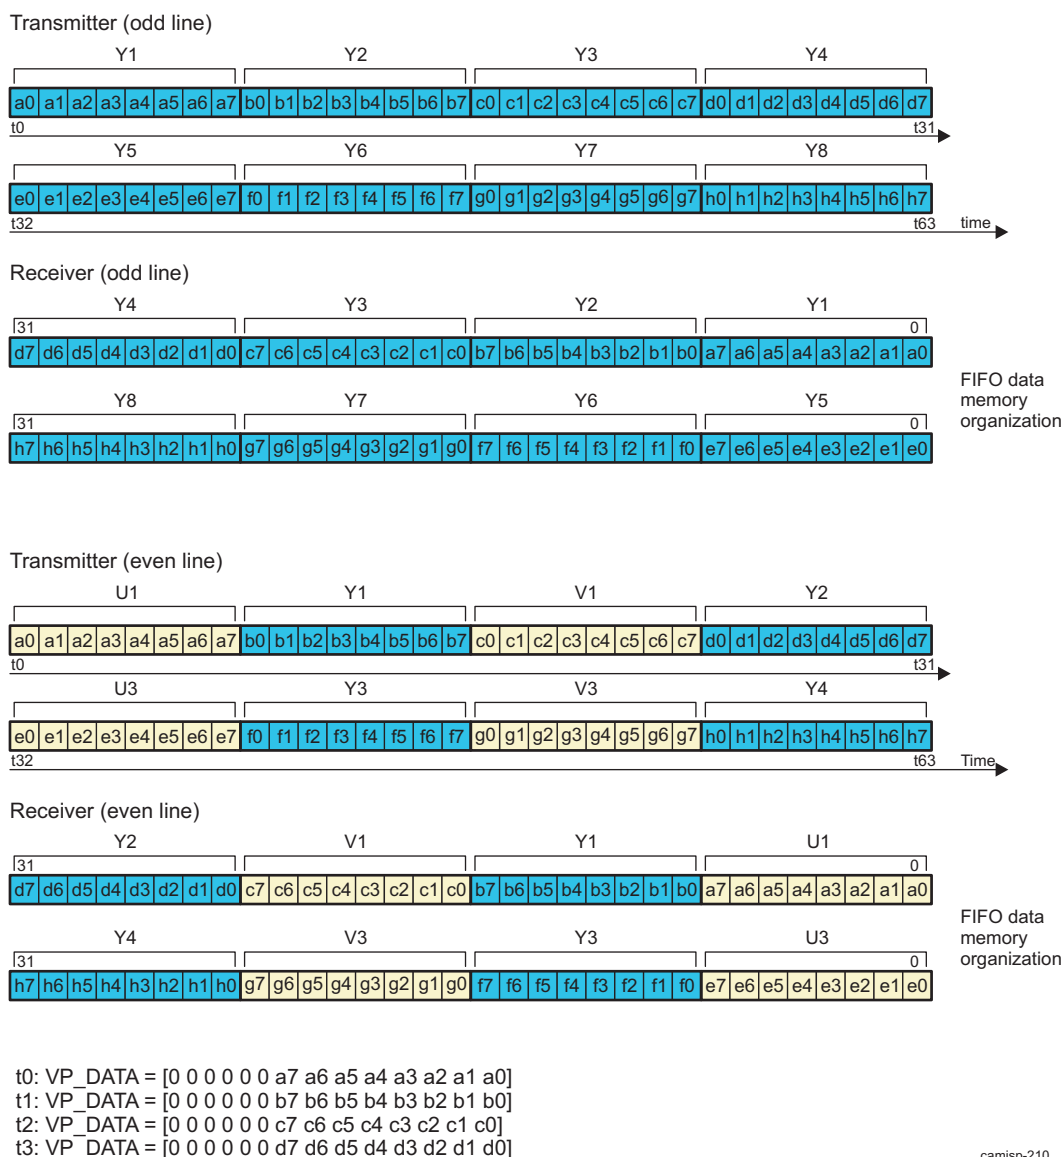 Transmitter (odd line)
Y1 Y2 Y3 Y4
a0 a1 a2 a3 a4 a5 a6 a7 b0 b1 b2 b3 b4 b5 b6 b7 c0 c1 c2 c3 c4 c5 c6 c7 d0 d1 d2 d3 d4 d5 d6 d7
t0 t31
Y5 Y6 Y7 Y8
e0 e1 e2 e3 e4 e5 e6 e7 f0 f1 f2 f3 f4 f5 f6 f7 g0 g1 g2 g3 g4 g5 g6 g7 h0 h1 h2 h3 h4 h5 h6 h7
t32 t63 time
Receiver (odd line)
Y4 Y3 Y2 Y1
31 0
d7 d6 d5 d4 d3 d2 d1 d0 c7 c6 c5 c4 c3 c2 c1 c0 b7 b6 b5 b4 b3 b2 b1 b0 a7 a6 a5 a4 a3 a2 a1 a0
FIFO data
memory
organization
Y8 Y7 Y6 Y5
31 0
h7 h6 h5 h4 h3 h2 h1 h0 g7 g6 g5 g4 g3 g2 g1 g0 f7 f6 f5 f4 f3 f2 f1 f0 e7 e6 e5 e4 e3 e2 e1 e0
Transmitter (even line)
U1 Y1 V1 Y2
a0 a1 a2 a3 a4 a5 a6 a7 b0 b1 b2 b3 b4 b5 b6 b7 c0 c1 c2 c3 c4 c5 c6 c7 d0 d1 d2 d3 d4 d5 d6 d7
t0 t31
U3 Y3 V3 Y4
e0 e1 e2 e3 e4 e5 e6 e7 f0 f1 f2 f3 f4 f5 f6 f7 g0 g1 g2 g3 g4 g5 g6 g7 h0 h1 h2 h3 h4 h5 h6 h7
t32 t63 Time
Receiver (even line)
Y2 V1 Y1 U1
31 0
d7 d6 d5 d4 d3 d2 d1 d0 c7 c6 c5 c4 c3 c2 c1 c0 b7 b6 b5 b4 b3 b2 b1 b0 a7 a6 a5 a4 a3 a2 a1 a0
FIFO data
memory
organization
Y4 V3 Y3 U3
31 0
h7 h6 h5 h4 h3 h2 h1 h0 g7 g6 g5 g4 g3 g2 g1 g0 f7 f6 f5 f4 f3 f2 f1 f0 e7 e6 e5 e4 e3 e2 e1 e0
t0: VP_DATA = [0 0 0 0 0 0 a7 a6 a5 a4 a3 a2 a1 a0]
t1: VP_DATA = [0 0 0 0 0 0 b7 b6 b5 b4 b3 b2 b1 b0]
t2: VP_DATA = [0 0 0 0 0 0 c7 c6 c5 c4 c3 c2 c1 c0]
t3: VP_DATA = [0 0 0 0 0 0 d7 d6 d5 d4 d3 d2 d1 d0]
camisp-210